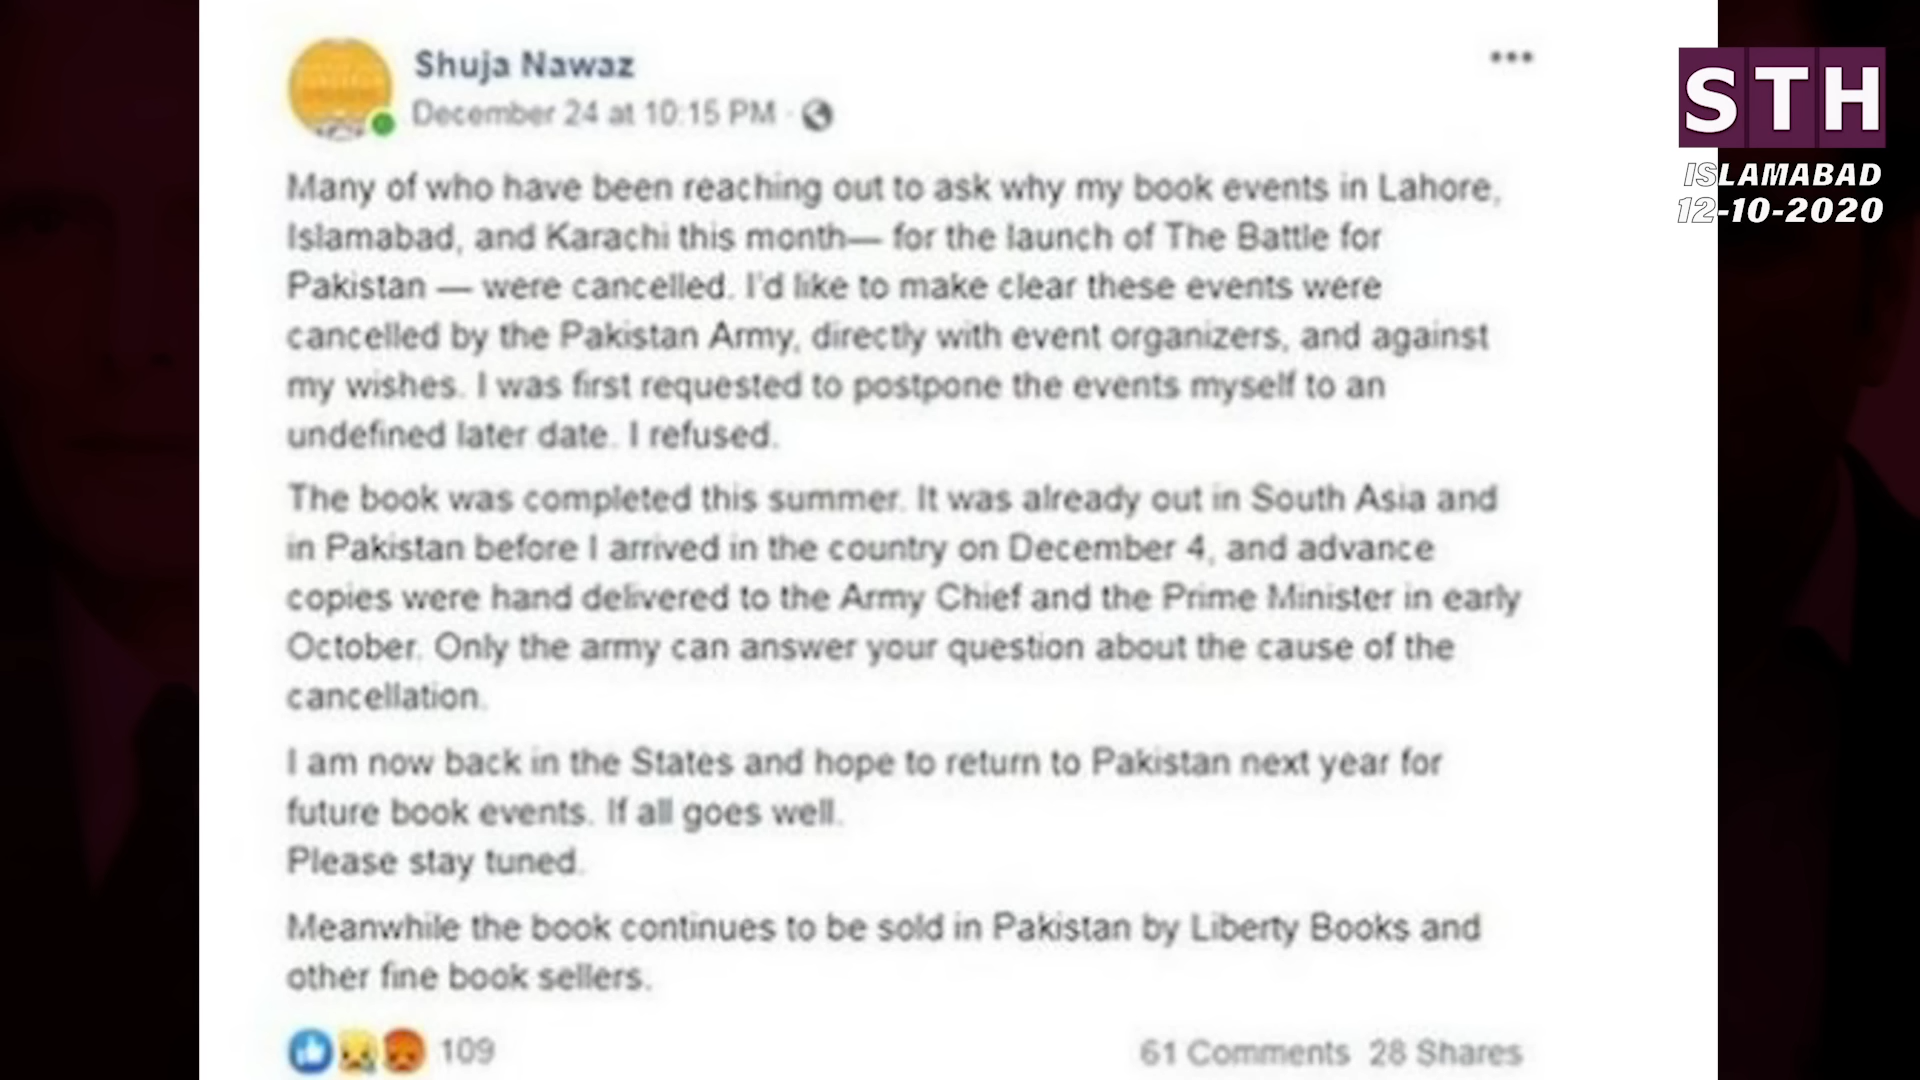 Shuja Nawaz
December 24 at 10:15 PM ·
Many of who have been reaching out to ask why my book events in Lahore,
Islamabad, and Karachi this month— for the launch of The Battle for
Pakistan — were cancelled. I'd like to make clear these events were
cancelled by the Pakistan Army, directly with event organizers, and against
my wishes. I was first requested to postpone the events myself to an
undefined later date. I refused.
The book was completed this summer. It was already out in South Asia and
in Pakistan before I arrived in the country on December 4, and advance
copies were hand delivered to the Army Chief and the Prime Minister in early
October. Only the army can answer your question about the cause of the
cancellation.
I am now back in the States and hope to return to Pakistan next year for
future book events. If all goes well.
Please stay tuned.
Meanwhile the book continues to be sold in Pakistan by Liberty Books and
other fine book sellers.
109
61 Comments 28 Shares
STH
ISLAMABAD
12-10-2020